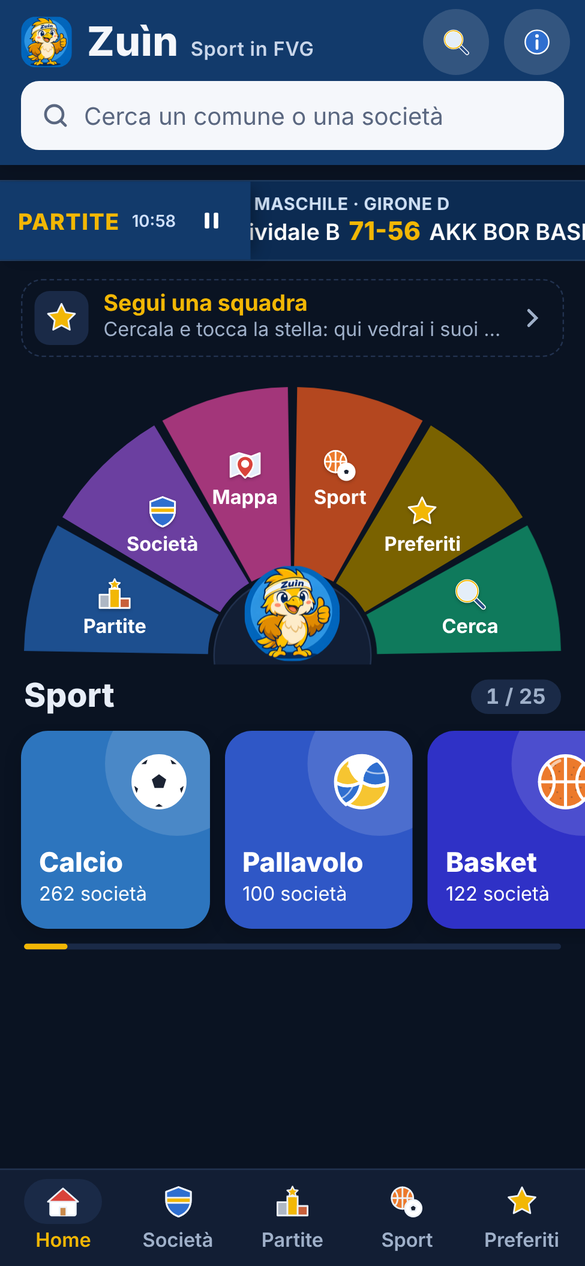 Zuìn
Zuìn Sport in FVG
Cerca un comune o una società
PARTITE 10:58
MASCHILE · GIRONE D
ividale B 71-56 AKK BOR BAS
Segui una squadra
Cercala e tocca la stella: qui vedrai i suoi ...
Mappa
Sport
Società
Preferiti
Zuin
Partite
Cerca
Sport
1 / 25
Calcio
262 società
Pallavolo
100 società
Basket
122 società
Home
Società
Partite
Sport
Preferiti